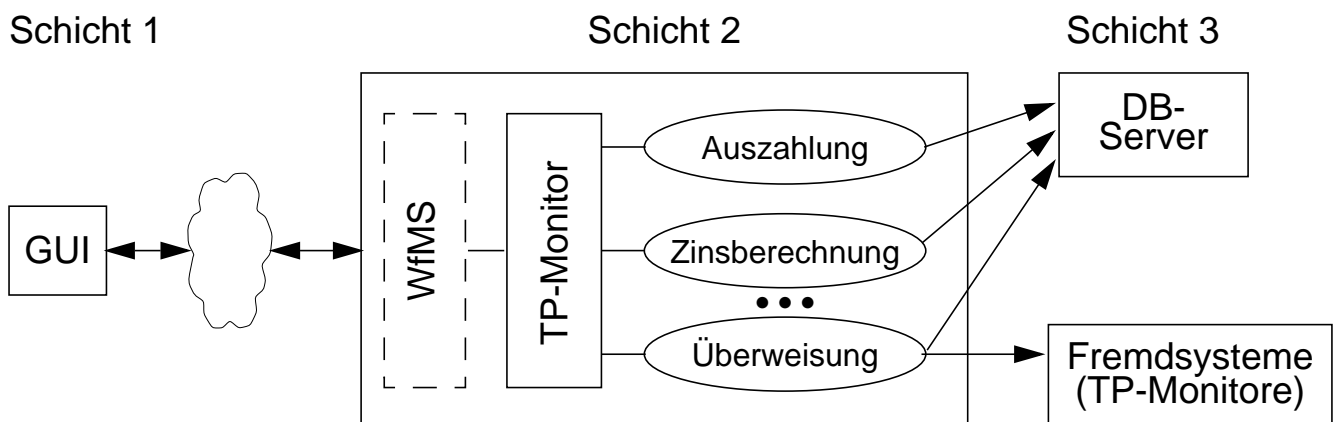 Schicht 1
Schicht 2
Schicht 3
GUI
WfMS
TP-Monitor
Auszahlung
Zinsberechnung
Überweisung
DB-
Server
Fremdsysteme
(TP-Monitore)